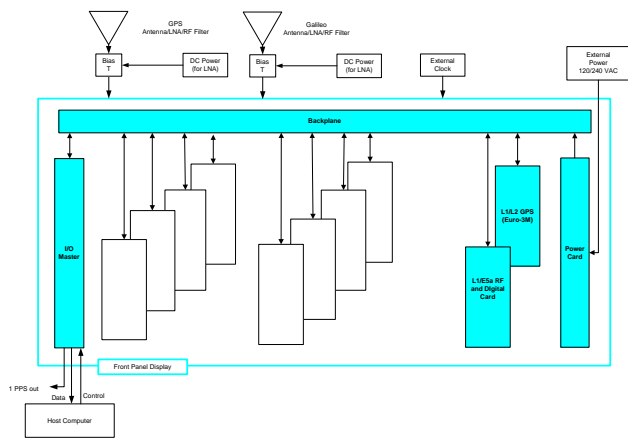 GPS
Antenna/LNA/RF Filter
Galileo
Antenna/LNA/RF Filter
Bias
T
DC Power
(for LNA)
Bias
T
DC Power
(for LNA)
External
Clock
External
Power
120/240 VAC
Backplane
I/O
Master
L1/L2 GPS
(Euro-3M)
L1/E5a RF
and Digital
Card
Power
Card
Front Panel Display
1 PPS out
Data
Control
Host Computer